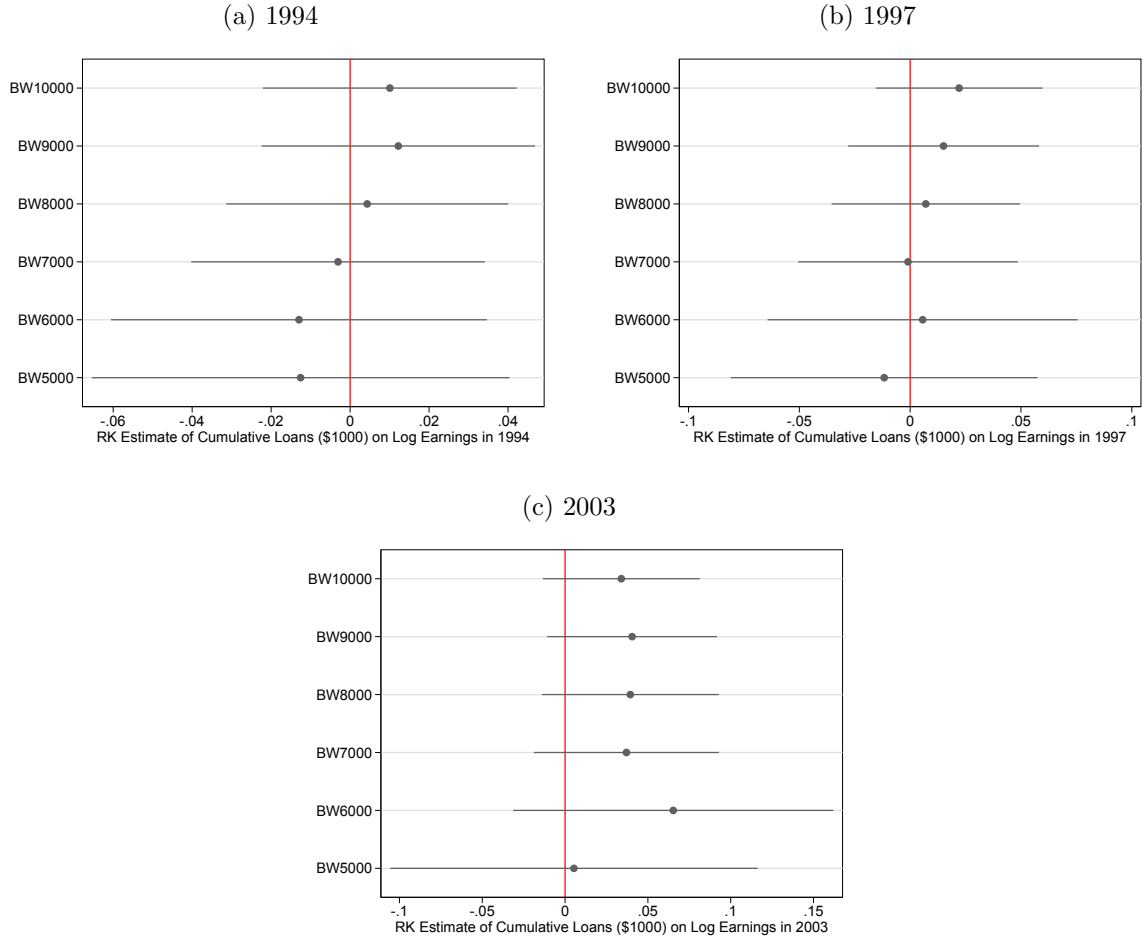 (a) 1994
BW10000
BW9000
BW8000
BW7000
BW6000
BW5000
-.06 -.04 -.02 0 .02 .04
RK Estimate of Cumulative Loans ($1000) on Log Earnings in 1994
(b) 1997
BW10000
BW9000
BW8000
BW7000
BW6000
BW5000
-.1 -.05 0 .05 .1
RK Estimate of Cumulative Loans ($1000) on Log Earnings in 1997
(c) 2003
BW10000
BW9000
BW8000
BW7000
BW6000
BW5000
-.1 -.05 0 .05 .1 .15
RK Estimate of Cumulative Loans ($1000) on Log Earnings in 2003